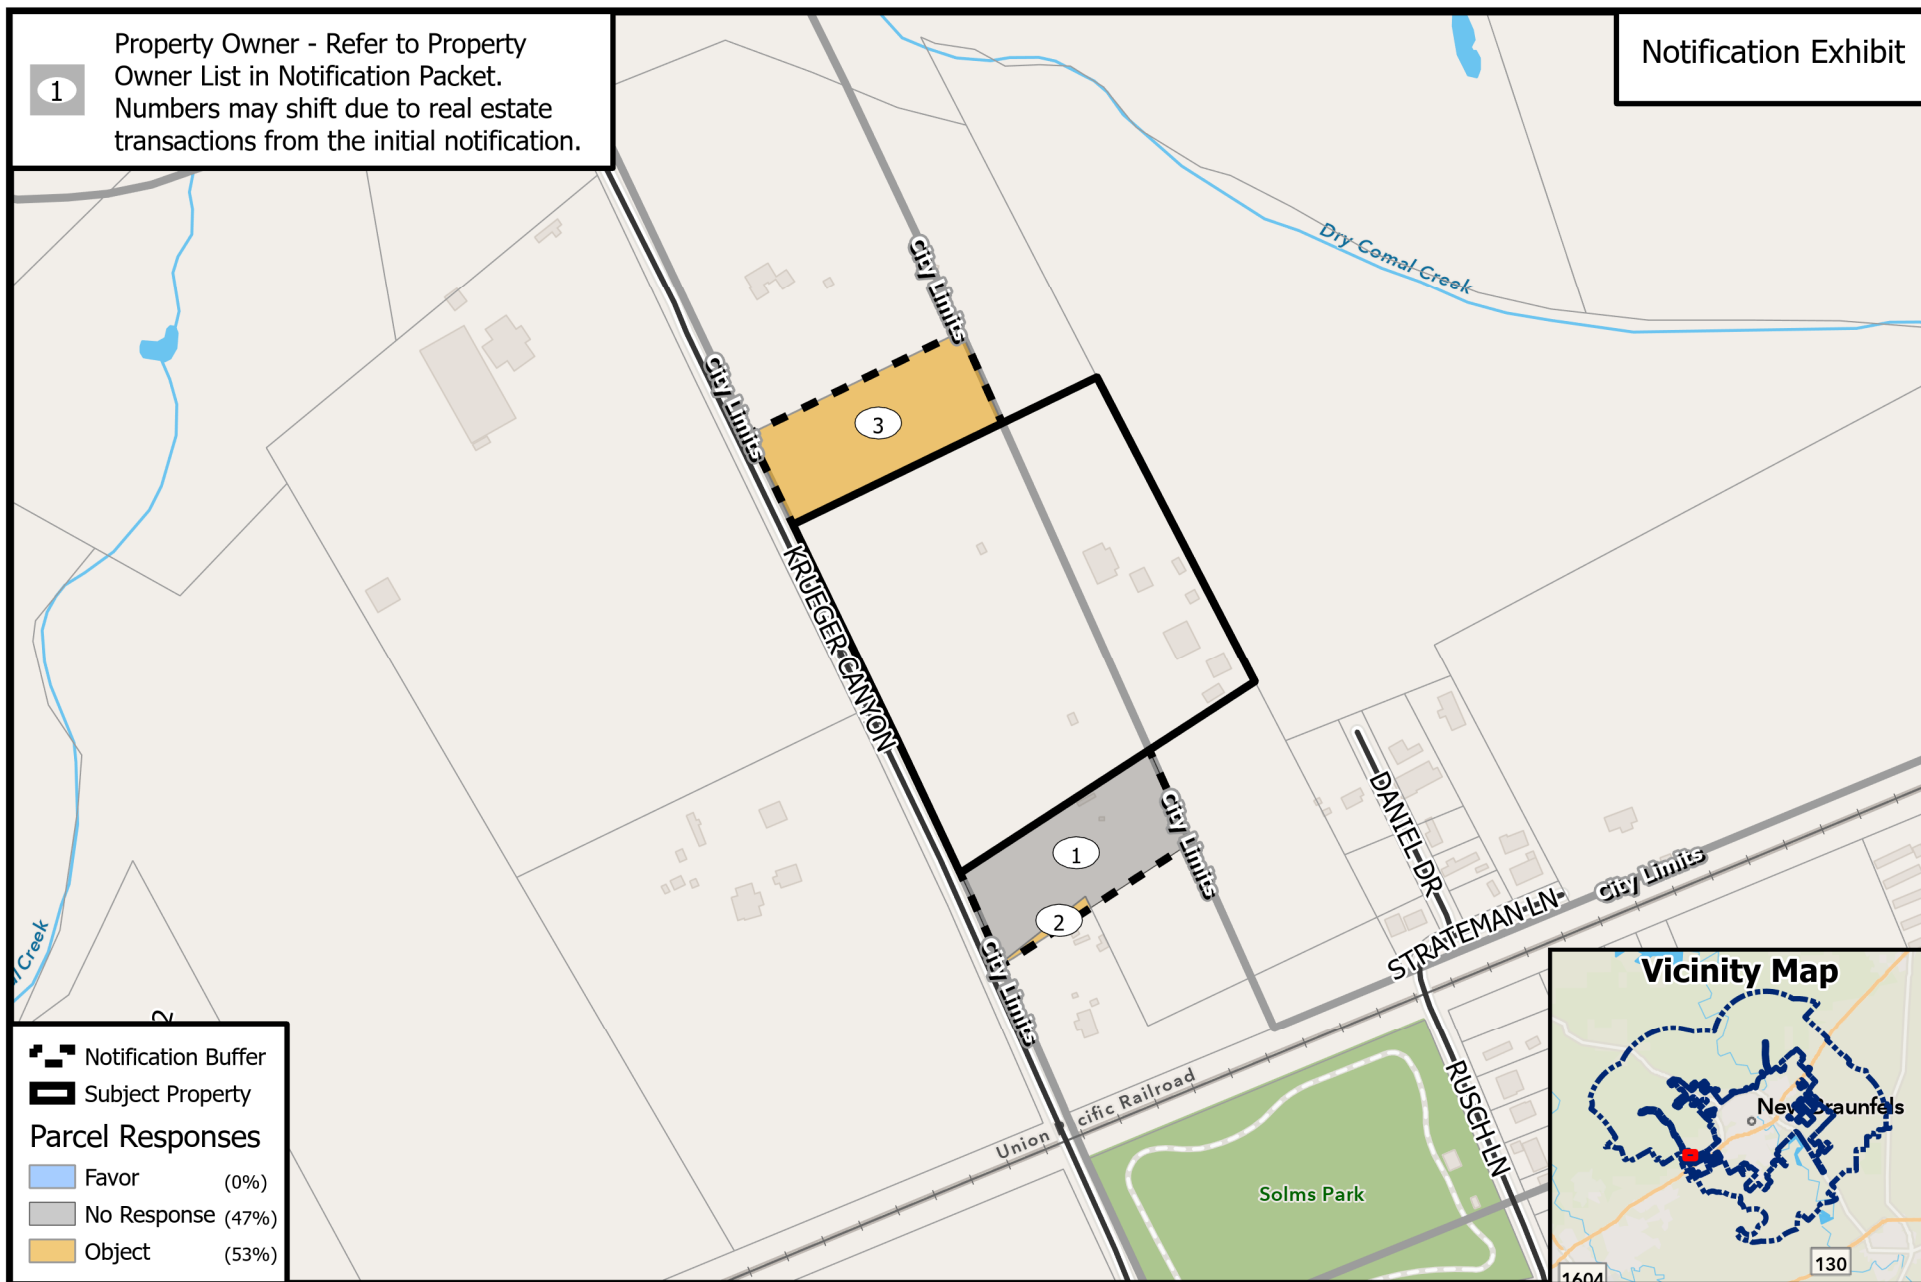 1
Property Owner - Refer to Property
Owner List in Notification Packet.
Numbers may shift due to real estate
transactions from the initial notification.
Notification Exhibit
Dry Comal Creek
City Limits
City Limits
3
KRUEGER CANYON
1
City Limits
2
City Limits
DANIEL DR
STRATEMAN LN
City Limits
RUSCH LN
Union
cific Railroad
Solms Park
Creek
2
Notification Buffer
Subject Property
Parcel Responses
Favor (0%)
No Response (47%)
Object (53%)
Vicinity Map
New Braunfels
130
1604